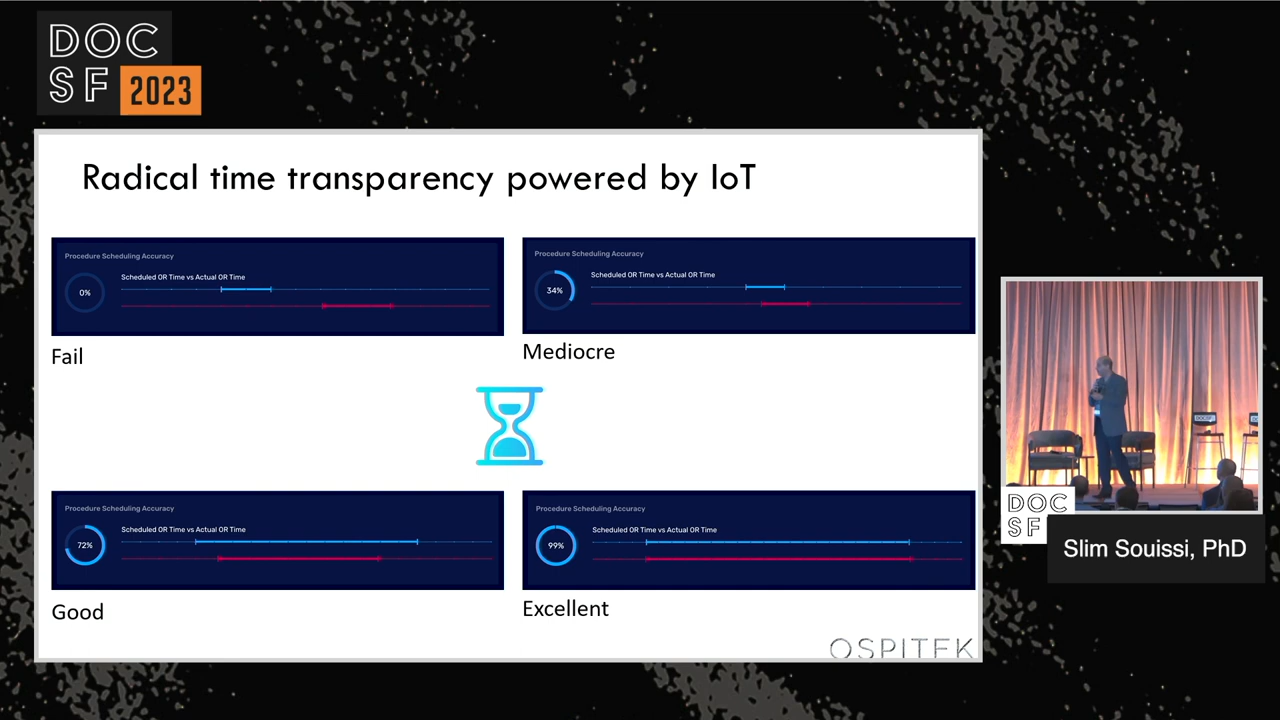 DOC
SF 2023
Radical time transparency powered by IoT
Procedure Scheduling Accuracy
Scheduled OR Time vs Actual OR Time
0%
Fail
Procedure Scheduling Accuracy
Scheduled OR Time vs Actual OR Time
34%
Mediocre
Procedure Scheduling Accuracy
Scheduled OR Time vs Actual OR Time
72%
Good
Procedure Scheduling Accuracy
Scheduled OR Time vs Actual OR Time
99%
Excellent
OSPITEK
DOC
SF
Slim Souissi, PhD